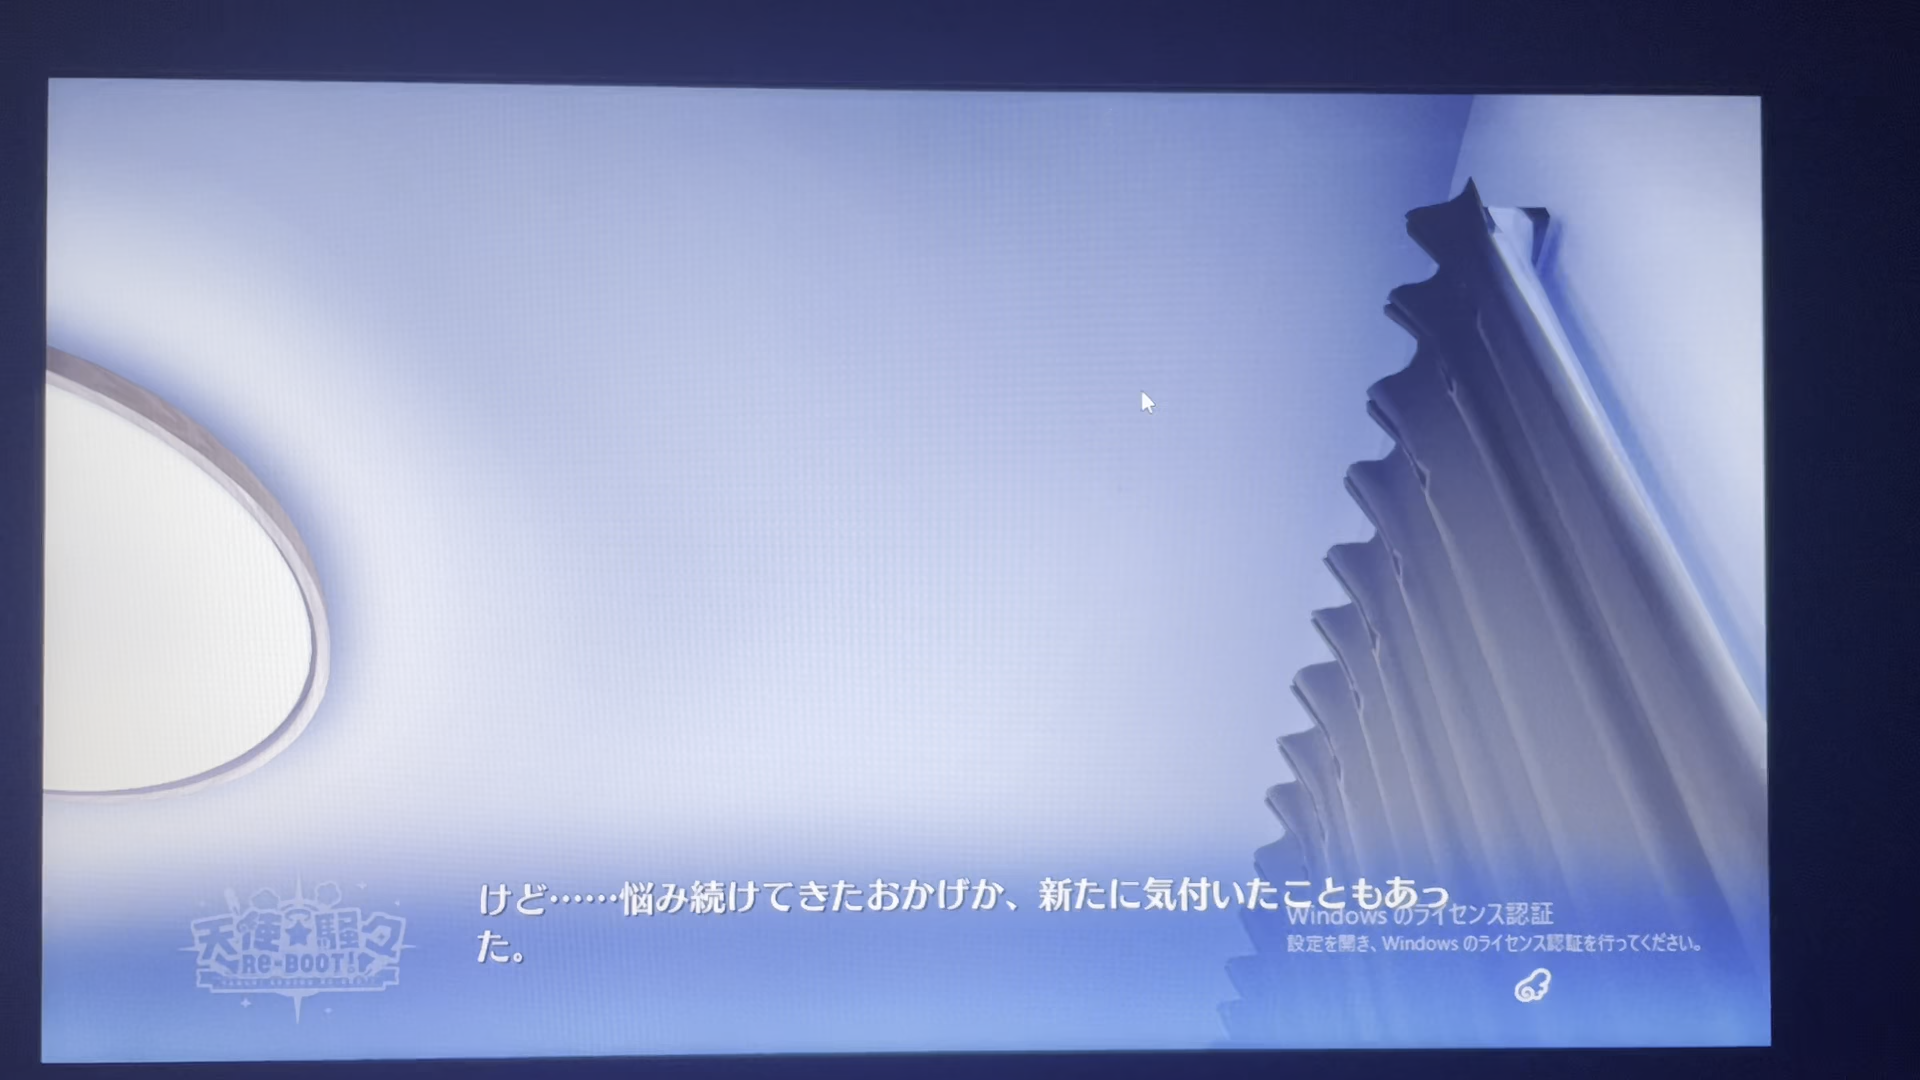 けど……悩み続けてきたおかげか、新たに気付いたこともあっ
た。
Windows のライセンス認証
設定を開き、Windows のライセンス認証を行ってください。
天使☆騒々
Re-BOOT!